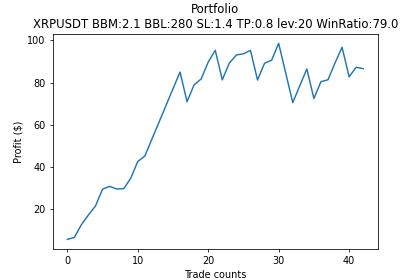 Portfolio
XRPUSDT BBM:2.1 BBL:280 SL:1.4 TP:0.8 lev:20 WinRatio:79.0
100
80
60
40
20
Profit ($)
0
10
20
30
40
Trade counts